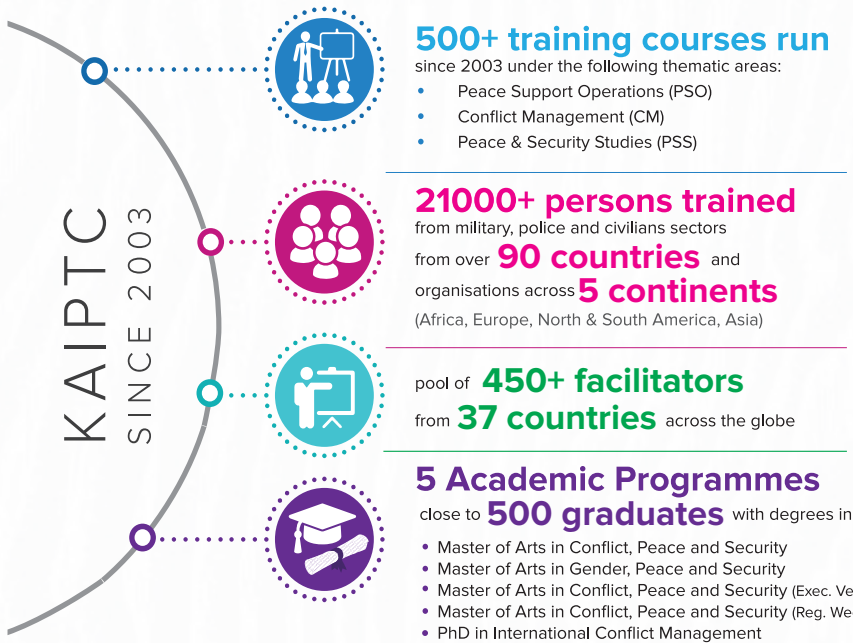 KAIPTC
SINCE 2003
500+ training courses run
since 2003 under the following thematic areas:
• Peace Support Operations (PSO)
• Conflict Management (CM)
• Peace & Security Studies (PSS)
21000+ persons trained
from military, police and civilians sectors
from over 90 countries and
organisations across 5 continents
(Africa, Europe, North & South America, Asia)
pool of 450+ facilitators
from 37 countries across the globe
5 Academic Programmes
close to 500 graduates with degrees in
• Master of Arts in Conflict, Peace and Security
• Master of Arts in Gender, Peace and Security
• Master of Arts in Conflict, Peace and Security (Exec. Ve
• Master of Arts in Conflict, Peace and Security (Reg. We
• PhD in International Conflict Management